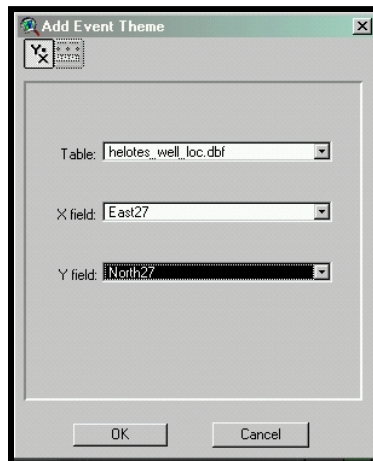 Add Event Theme
Y
X
Table: helotes_well_loc.dbf
X field: East27
Y field: North27
OK Cancel